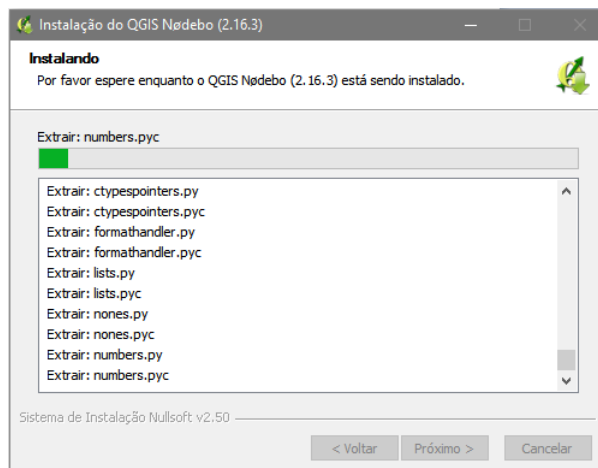 Instalação do QGIS Nødebo (2.16.3)
Instalando
Por favor espere enquanto o QGIS Nødebo (2.16.3) está sendo instalado.
Extrair: numbers.pyc
Extrair: ctypespointers.py
Extrair: ctypespointers.pyc
Extrair: formathandler.py
Extrair: formathandler.pyc
Extrair: lists.py
Extrair: lists.pyc
Extrair: nones.py
Extrair: nones.pyc
Extrair: numbers.py
Extrair: numbers.pyc
Sistema de Instalação Nullsoft v2.50
< Voltar Próximo > Cancelar